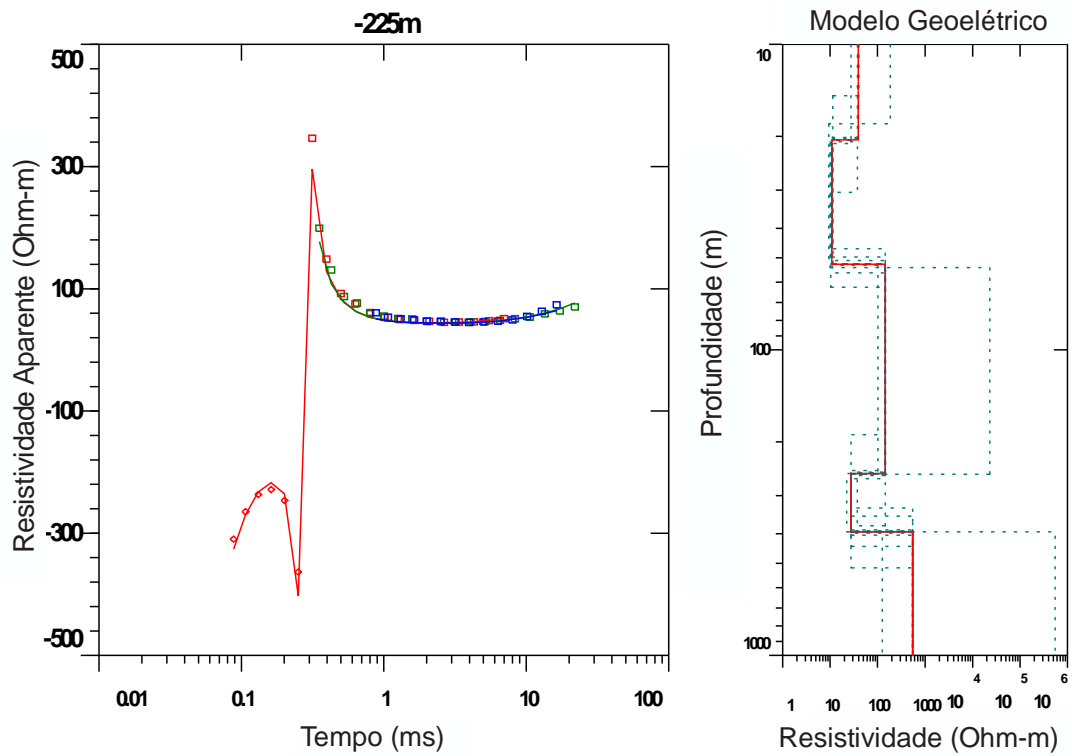 -225m
500
300
100
-100
-300
-500
Resistividade Aparente (Ohm-m)
0.01 0.1 1 10 100
Tempo (ms)
Modelo Geoelétrico
10
100
1000
Profundidade (m)
1 10 100 1000 10 4 10 5 10 6
Resistividade (Ohm-m)